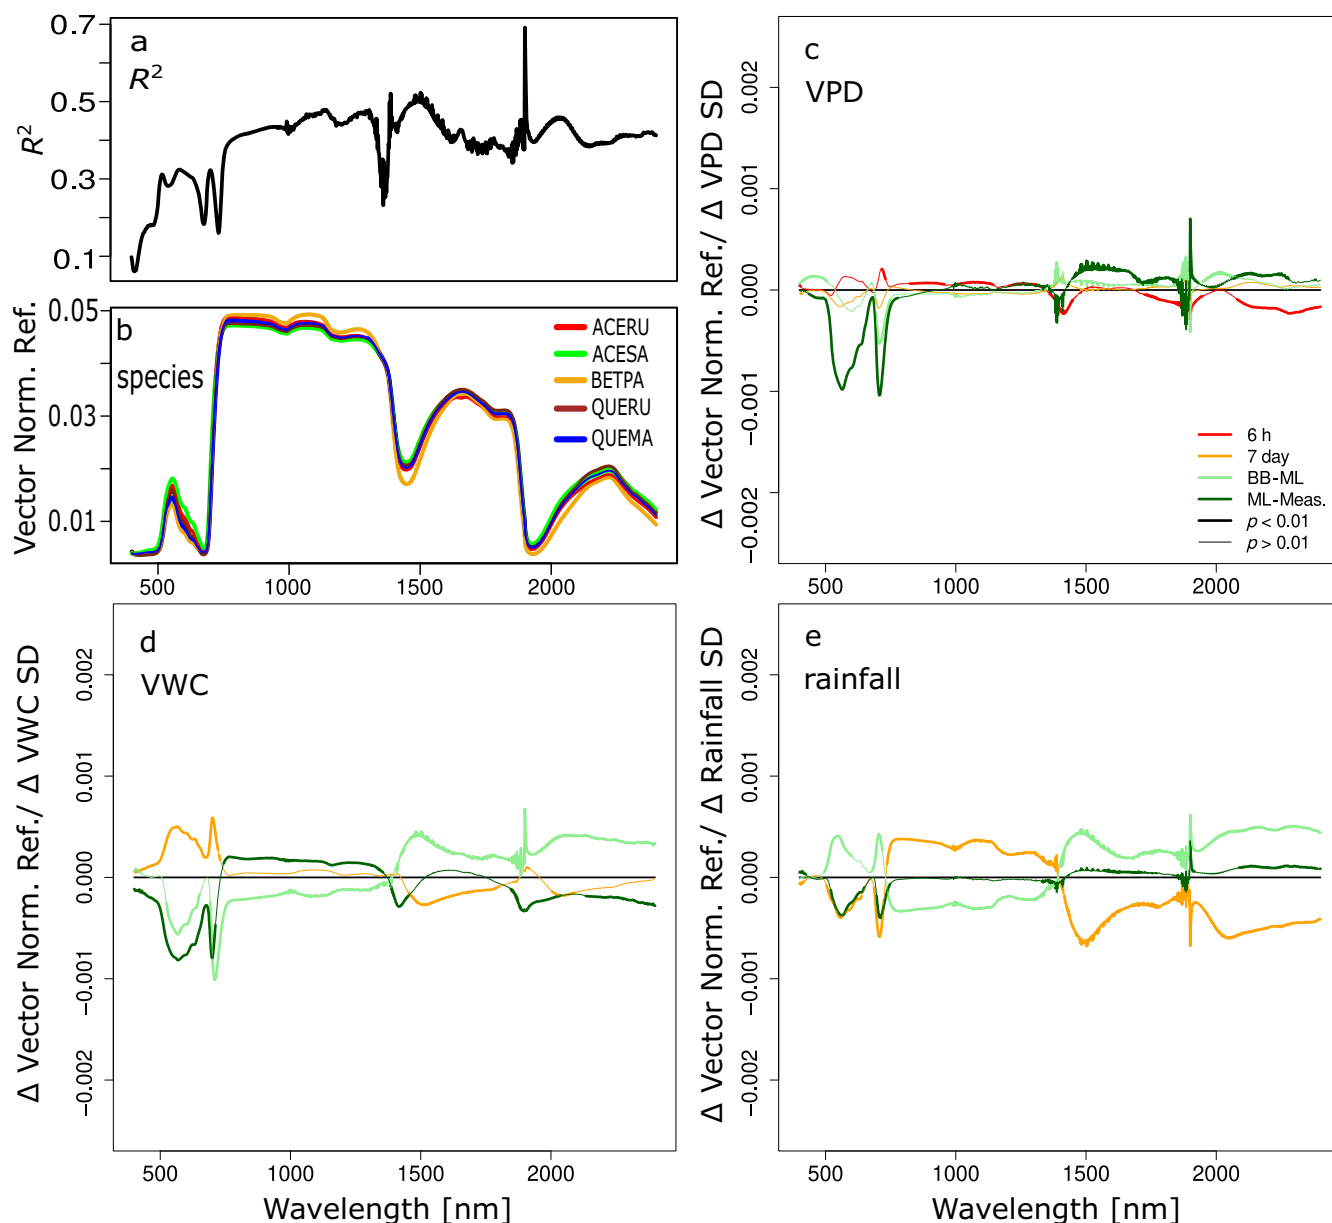 a
R²
0.7
0.5
0.3
0.1
R²
b
species
0.05
0.03
0.01
Vector Norm. Ref.
ACERU
ACESA
BETPA
QUERU
QUEMA
500
1000
1500
2000
c
VPD
0.002
0.001
0.000
−0.001
−0.002
Δ Vector Norm. Ref./ Δ VPD SD
6 h
7 day
BB-ML
ML-Meas.
p < 0.01
p > 0.01
500
1000
1500
2000
d
VWC
0.002
0.001
0.000
−0.001
−0.002
Δ Vector Norm. Ref./ Δ VWC SD
500
1000
1500
2000
Wavelength [nm]
e
rainfall
0.002
0.001
0.000
−0.001
−0.002
Δ Vector Norm. Ref./ Δ Rainfall SD
500
1000
1500
2000
Wavelength [nm]